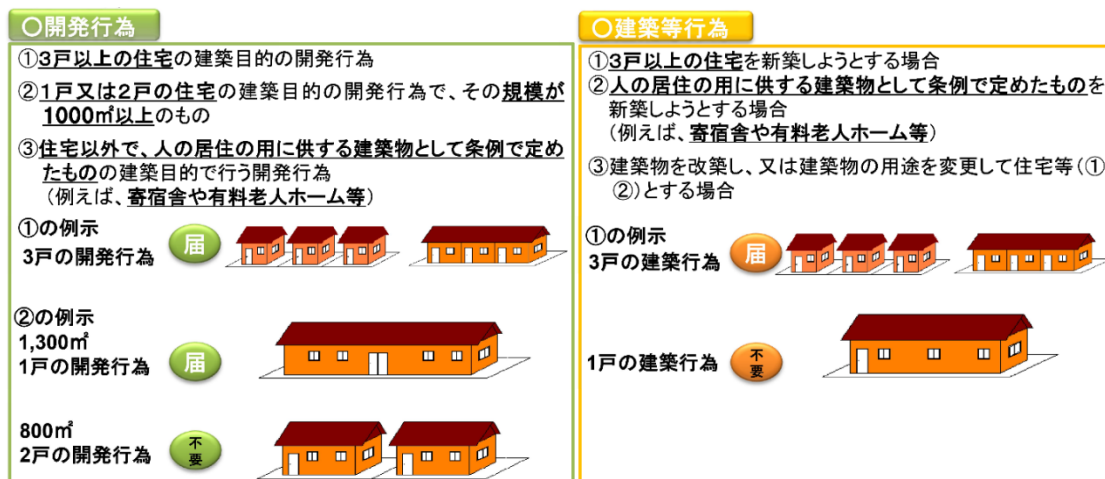 〇開発行為
①3戸以上の住宅の建築目的の開発行為
②1戸又は2戸の住宅の建築目的の開発行為で、その規模が
1000㎡以上のもの
③住宅以外で、人の居住の用に供する建築物として条例で定め
たものの建築目的で行う開発行為
(例えば、寄宿舎や有料老人ホーム等)
①の例示
3戸の開発行為
届
②の例示
1,300㎡
1戸の開発行為
届
800㎡
2戸の開発行為
不
要
〇建築等行為
①3戸以上の住宅を新築しようとする場合
②人の居住の用に供する建築物として条例で定めたものを
新築しようとする場合
(例えば、寄宿舎や有料老人ホーム等)
③建築物を改築し、又は建築物の用途を変更して住宅等(①
②)とする場合
①の例示
3戸の建築行為
届
1戸の建築行為
不
要